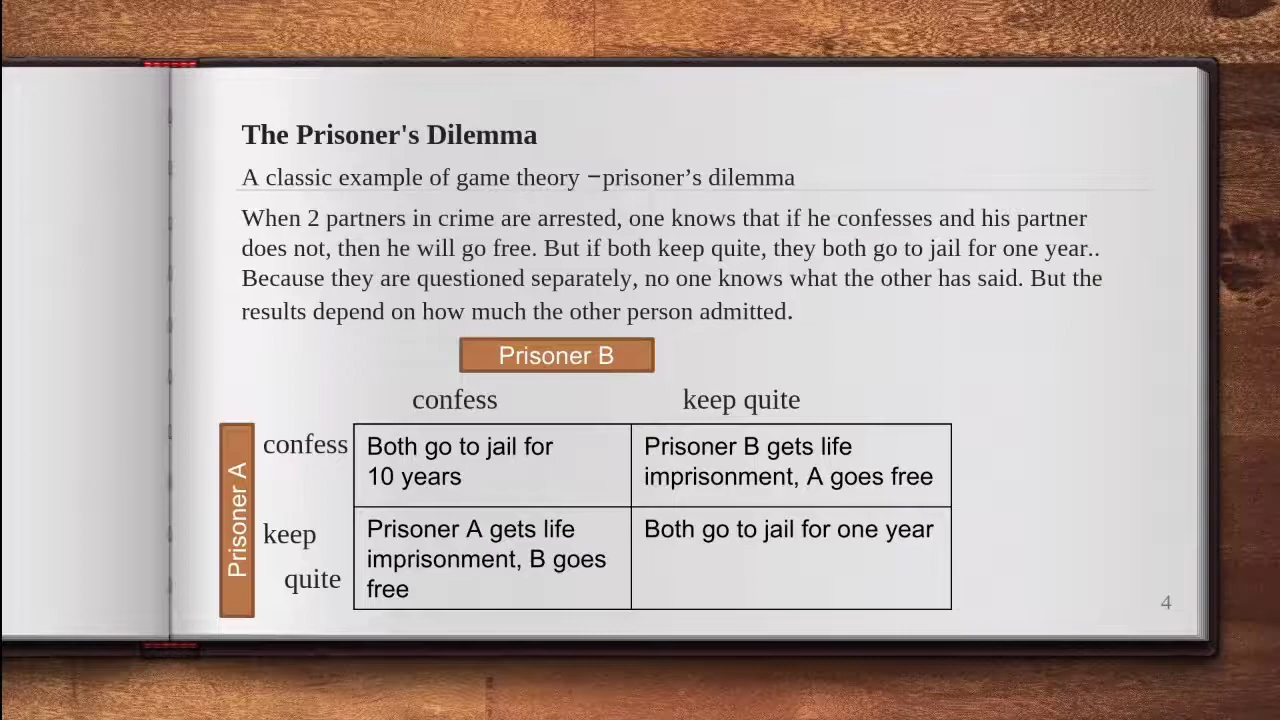 The Prisoner's Dilemma
A classic example of game theory −prisoner’s dilemma
When 2 partners in crime are arrested, one knows that if he confesses and his partner
does not, then he will go free. But if both keep quite, they both go to jail for one year..
Because they are questioned separately, no one knows what the other has said. But the
results depend on how much the other person admitted.
Prisoner B
confess keep quite
Prisoner A
confess
Both go to jail for
10 years
Prisoner B gets life
imprisonment, A goes free
keep
quite
Prisoner A gets life
imprisonment, B goes
free
Both go to jail for one year
4